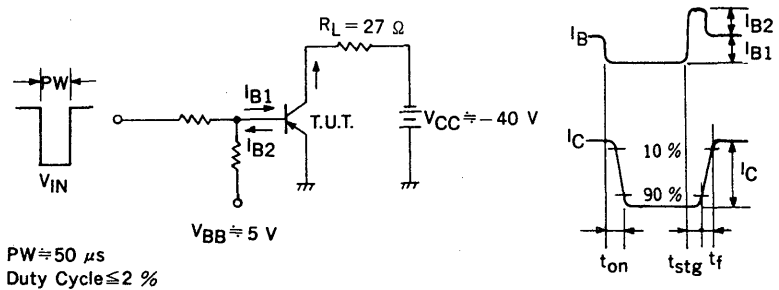 R_L = 27 Ω
PW
I_B1
I_B2
T.U.T.
V_CC ≒ −40 V
V_IN
V_BB ≒ 5 V
PW ≒ 50 μs
Duty Cycle ≦ 2 %
I_B
I_B2
I_B1
I_C
10 %
90 %
I_C
t_on
t_stg
t_f